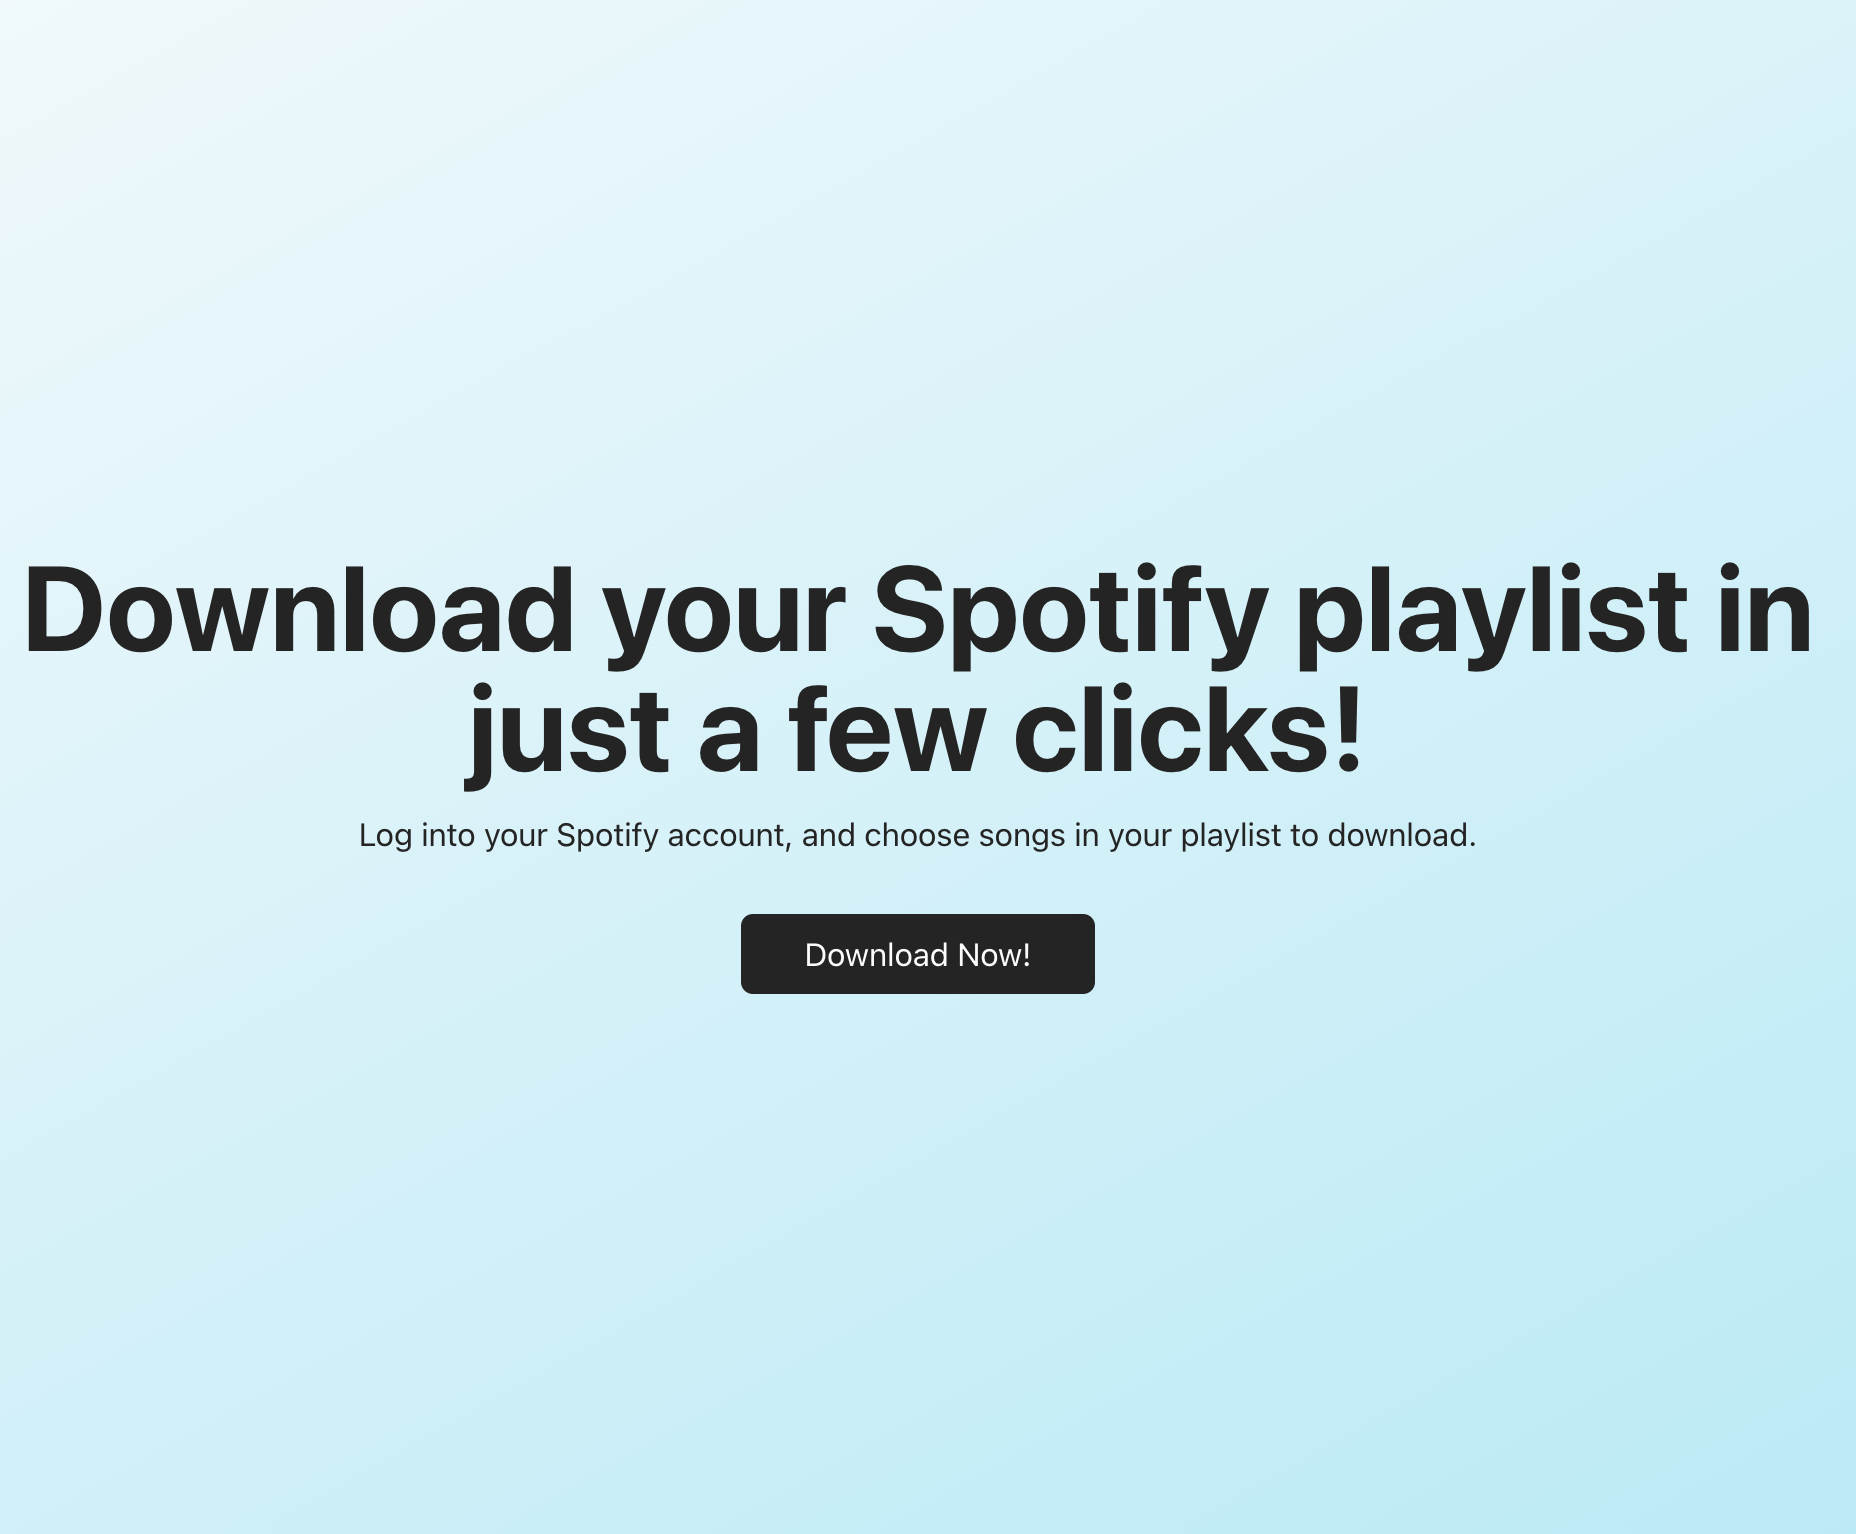 Download your Spotify playlist in
just a few clicks!
Log into your Spotify account, and choose songs in your playlist to download.
Download Now!